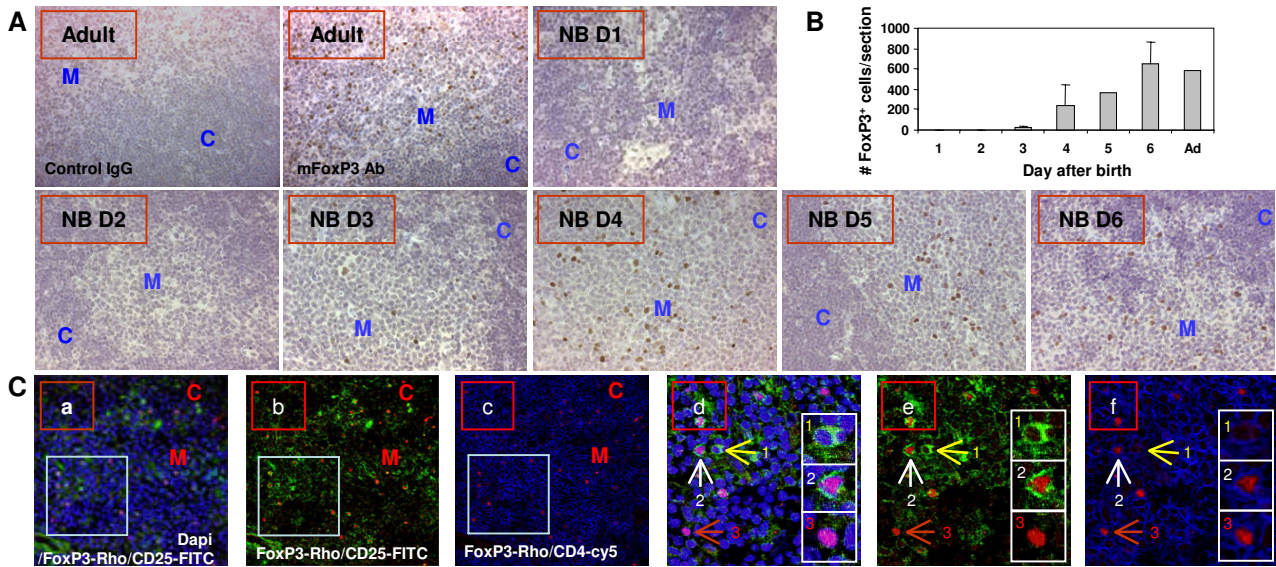 A
Adult
M
C
Control IgG
Adult
M
C
mFoxP3 Ab
NB D1
M
C
B
# FoxP3+ cells/section
1000
800
600
400
200
0
1 2 3 4 5 6 Ad
Day after birth
NB D2
M
C
NB D3
C
M
NB D4
C
M
NB D5
M
C
NB D6
C
M
C
a
C
M
Dapi
/FoxP3-Rho/CD25-FITC
b
C
M
FoxP3-Rho/CD25-FITC
c
C
M
FoxP3-Rho/CD4-cy5
d
1
2
3
1
2
3
e
1
2
3
1
2
3
f
1
2
3
1
2
3